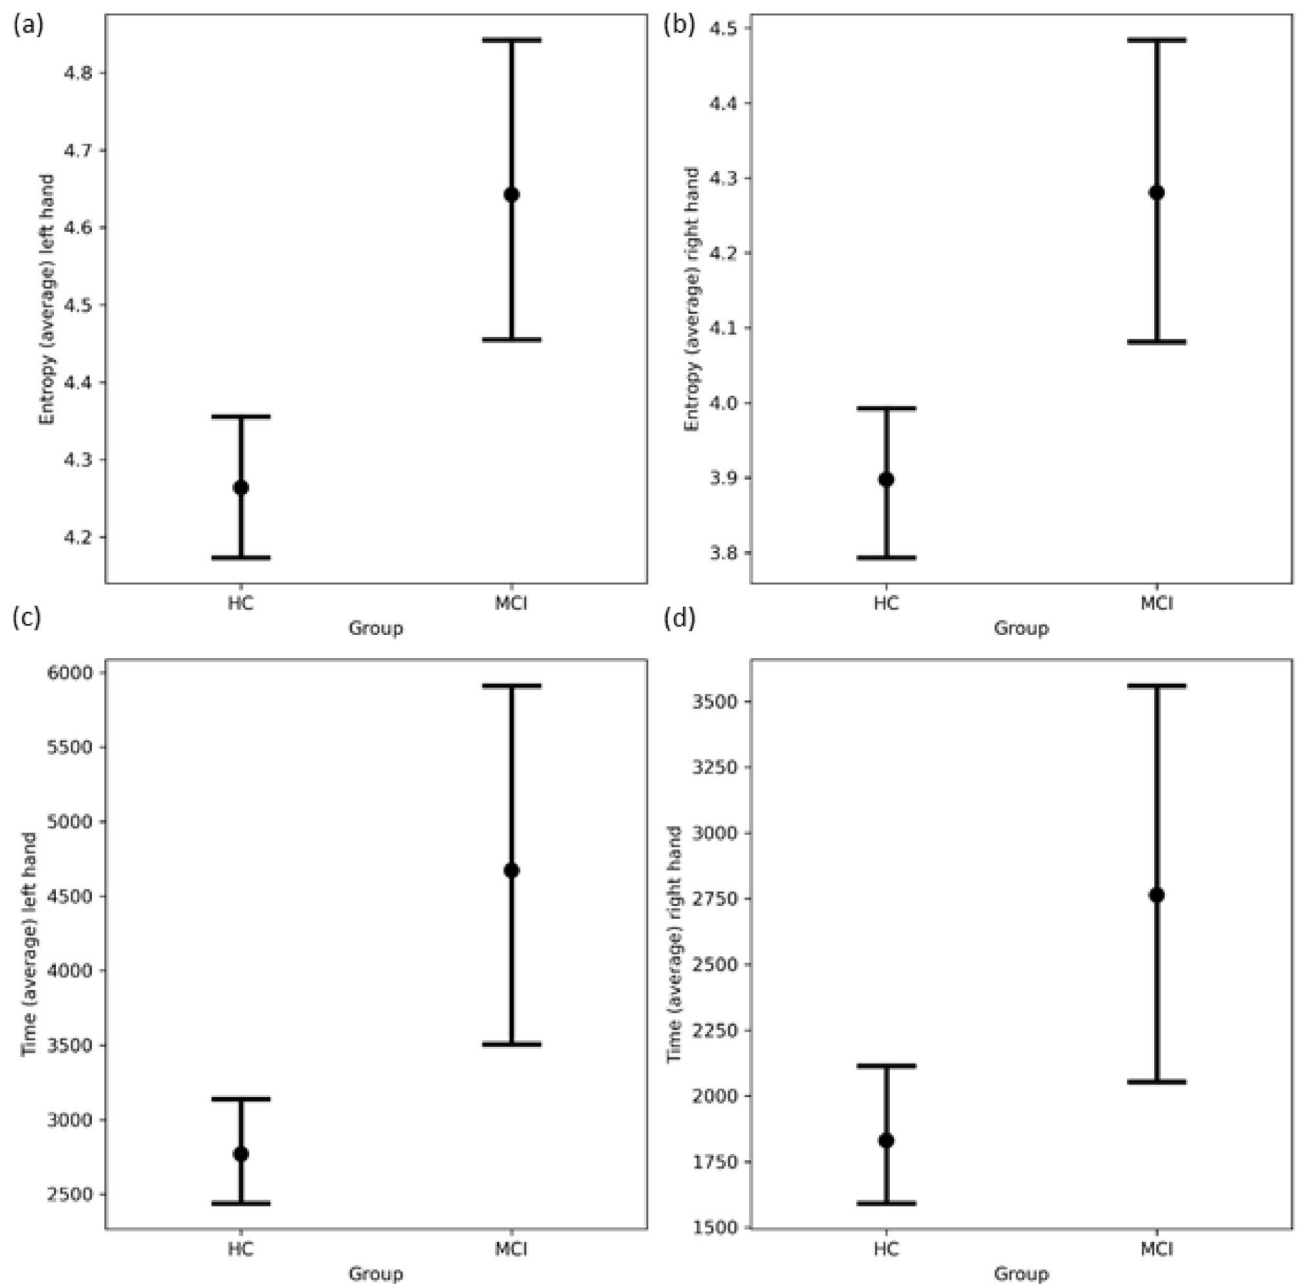 (a)
Entropy (average) left hand
4.8
4.7
4.6
4.5
4.4
4.3
4.2
HC
MCI
Group
(b)
Entropy (average) right hand
4.5
4.4
4.3
4.2
4.1
4.0
3.9
3.8
HC
MCI
Group
(c)
Time (average) left hand
6000
5500
5000
4500
4000
3500
3000
2500
HC
MCI
Group
(d)
Time (average) right hand
3500
3250
3000
2750
2500
2250
2000
1750
1500
HC
MCI
Group